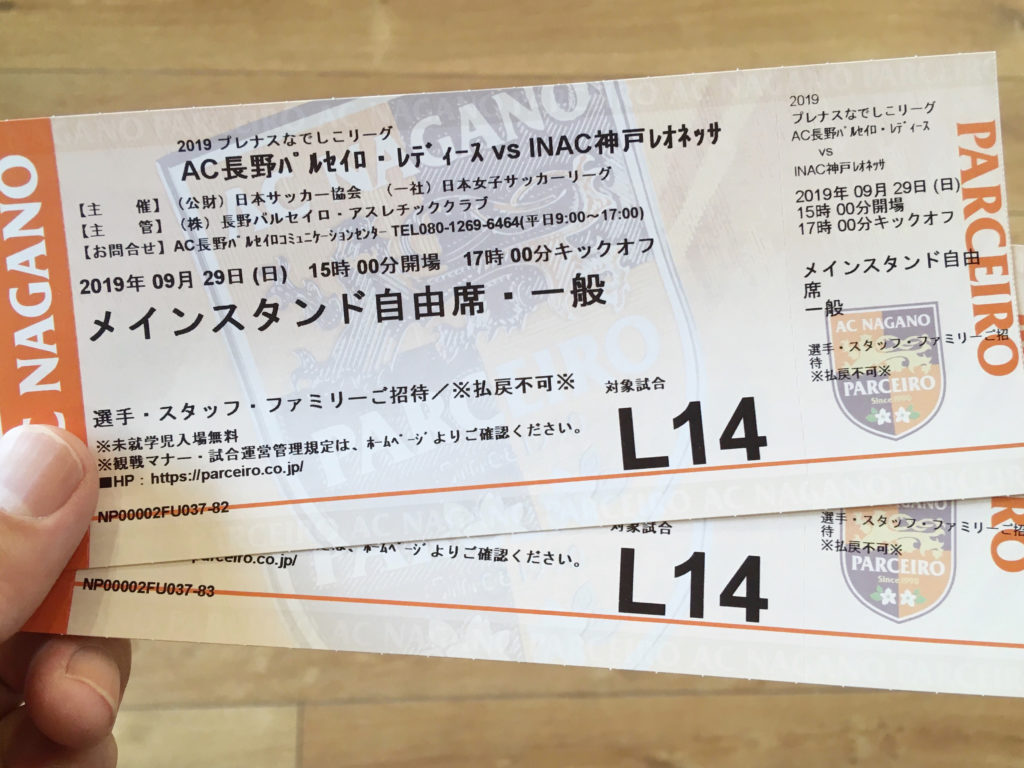 AC NAGANO PARCEIRO
AC NAGANO
2019 プレナスなでしこリーグ
AC長野ﾊﾟﾙｾｲﾛ・ﾚﾃﾞｨｰｽ vs INAC神戸ﾚｵﾈｯｻ
【主　催】（公財）日本サッカー協会　（一社）日本女子サッカーリーグ
【主　管】（株）長野パルセイロ・アスレチッククラブ
【お問合せ】AC長野ﾊﾟﾙｾｲﾛｺﾐｭﾆｹｰｼｮﾝｾﾝﾀｰ TEL080-1269-6464(平日9:00～17:00)
2019年 09月 29日 (日)　15時 00分開場　17時 00分キックオフ
メインスタンド自由席・一般
選手・スタッフ・ファミリーご招待／※払戻不可※
※未就学児入場無料
※観戦マナー・試合運営管理規定は、ﾎｰﾑﾍﾟｰｼﾞよりご確認ください。
■HP：https://parceiro.co.jp/
対象試合
L14
NP00002FU037-82
2019
プレナスなでしこリーグ
AC長野ﾊﾟﾙｾｲﾛ・ﾚﾃﾞｨｰｽ
vs
INAC神戸ﾚｵﾈｯｻ
2019年 09月 29日 (日)
15時 00分開場
17時 00分キックオフ
メインスタンド自由
席
一般
選手・スタッフ・ファミリーご招
待
※払戻不可※
PARCEIRO
AC NAGANO
PARCEIRO
Since1990
は、ﾎｰﾑﾍﾟｰｼﾞよりご確認ください。
parceiro.co.jp/
対象試合
L14
NP00002FU037-83
選手・スタッフ・ファミリーご招
待
※払戻不可※
RO
NAGANO
PARCEIRO
Since1990
AC NAGANO PARCEIRO